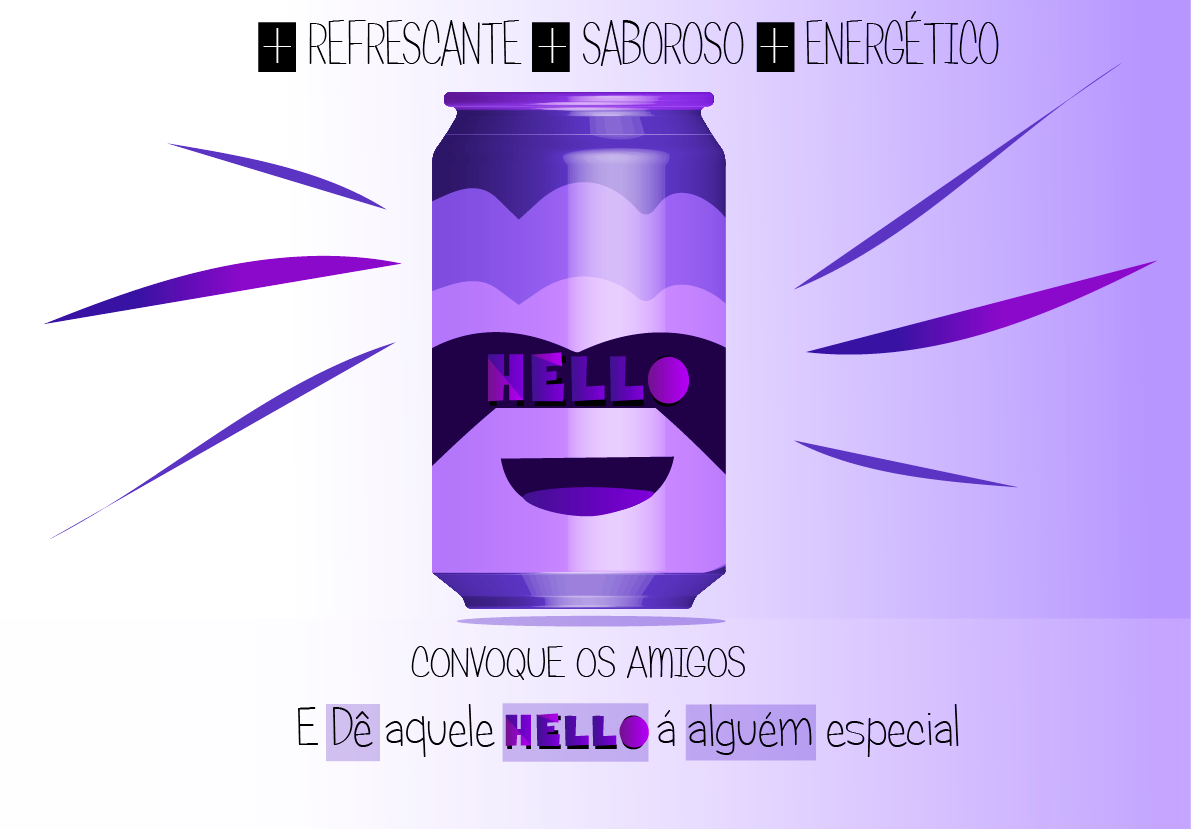 + REFRESCANTE + SABOROSO + ENERGÉTICO
HELLO
CONVOQUE OS AMIGOS
E Dê aquele HELLO á alguém especial